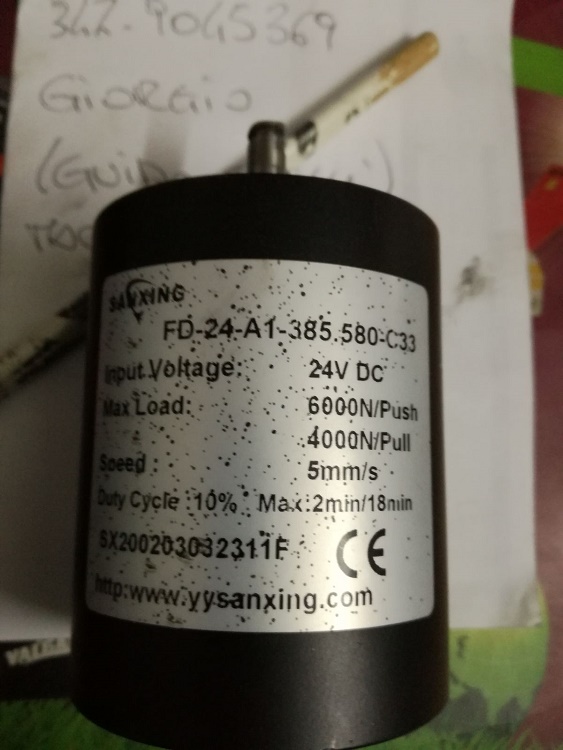 342-9045369
GIORGIO
SANXING
FD-24-A1-385.580-C33
Input Voltage: 24V DC
Max Load: 6000N/Push
4000N/Pull
Speed : 5mm/s
Duty Cycle :10% Max:2min/18min
SX200203032311F CE
http:www.yysanxing.com